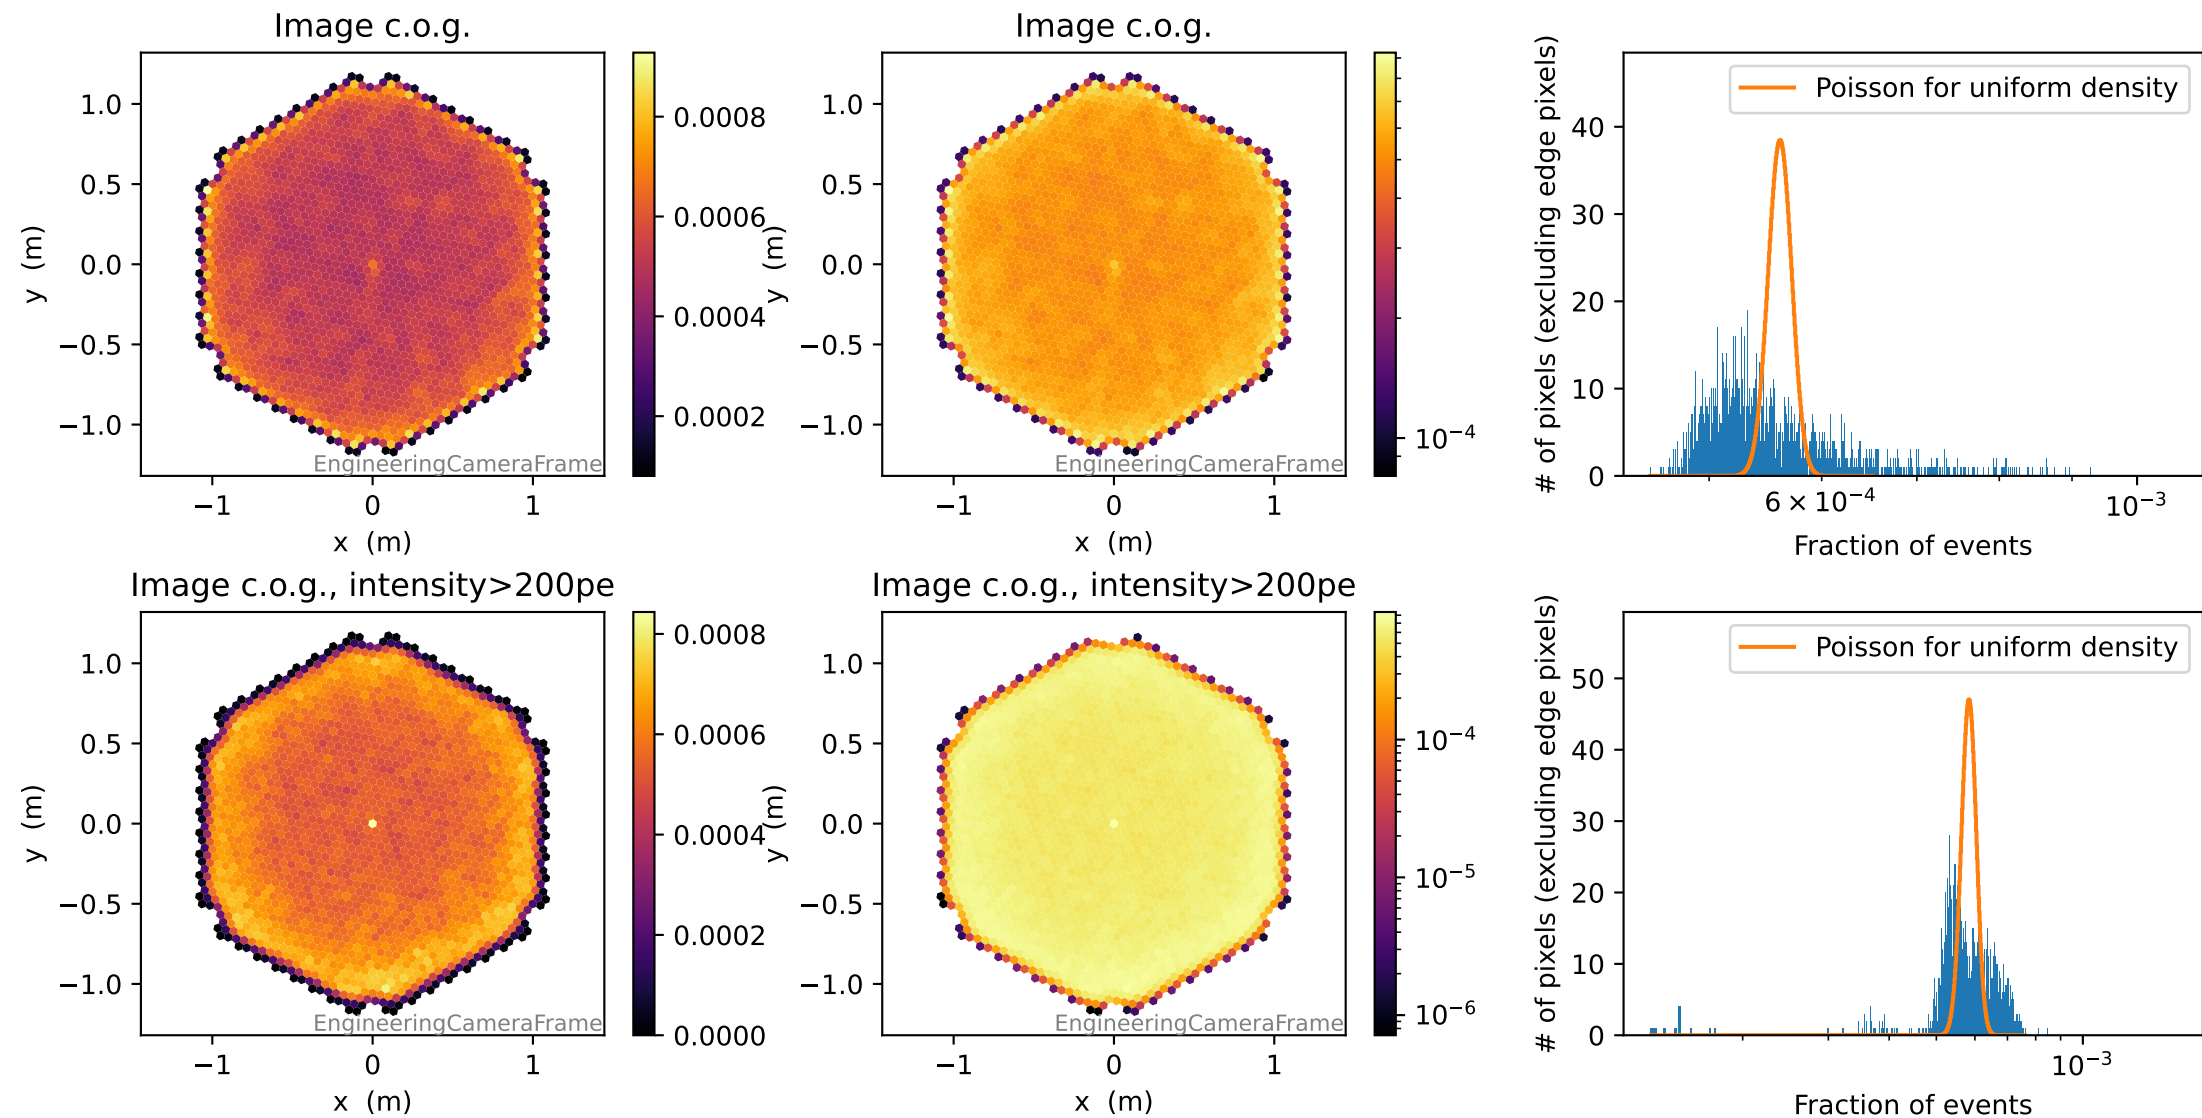 Image c.o.g.
1.0
0.5
0.0
−0.5
−1.0
y (m)
−1
0
1
x (m)
EngineeringCameraFrame
0.0008
0.0006
0.0004
0.0002
Image c.o.g.
1.0
0.5
0.0
−0.5
−1.0
y (m)
−1
0
1
x (m)
EngineeringCameraFrame
10⁻⁴
# of pixels (excluding edge pixels)
40
30
20
10
0
Poisson for uniform density
6 × 10⁻⁴
10⁻³
Fraction of events
Image c.o.g., intensity>200pe
1.0
0.5
0.0
−0.5
−1.0
y (m)
−1
0
1
x (m)
EngineeringCameraFrame
0.0008
0.0006
0.0004
0.0002
0.0000
Image c.o.g., intensity>200pe
1.0
0.5
0.0
−0.5
−1.0
y (m)
−1
0
1
x (m)
EngineeringCameraFrame
10⁻⁴
10⁻⁵
10⁻⁶
# of pixels (excluding edge pixels)
50
40
30
20
10
0
Poisson for uniform density
10⁻³
Fraction of events